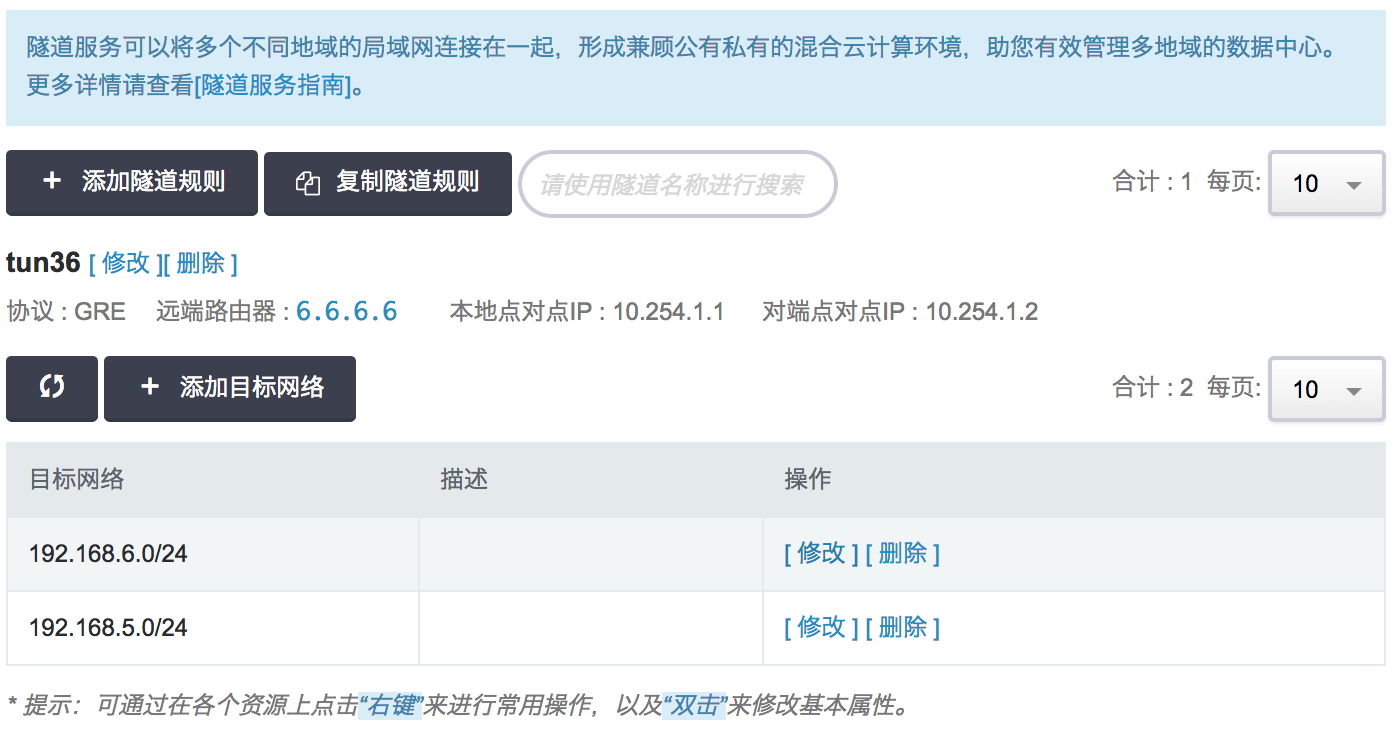 隧道服务可以将多个不同地域的局域网连接在一起，形成兼顾公有私有的混合云计算环境，助您有效管理多地域的数据中心。
更多详情请查看[隧道服务指南]。
+ 添加隧道规则 复制隧道规则 请使用隧道名称进行搜索 合计 : 1 每页: 10
tun36 [ 修改 ][ 删除 ]
协议 : GRE 远端路由器 : 6.6.6.6 本地点对点IP : 10.254.1.1 对端点对点IP : 10.254.1.2
+ 添加目标网络 合计 : 2 每页: 10
目标网络 描述 操作
192.168.6.0/24 [ 修改 ] [ 删除 ]
192.168.5.0/24 [ 修改 ] [ 删除 ]
* 提示：可通过在各个资源上点击“右键”来进行常用操作，以及“双击”来修改基本属性。